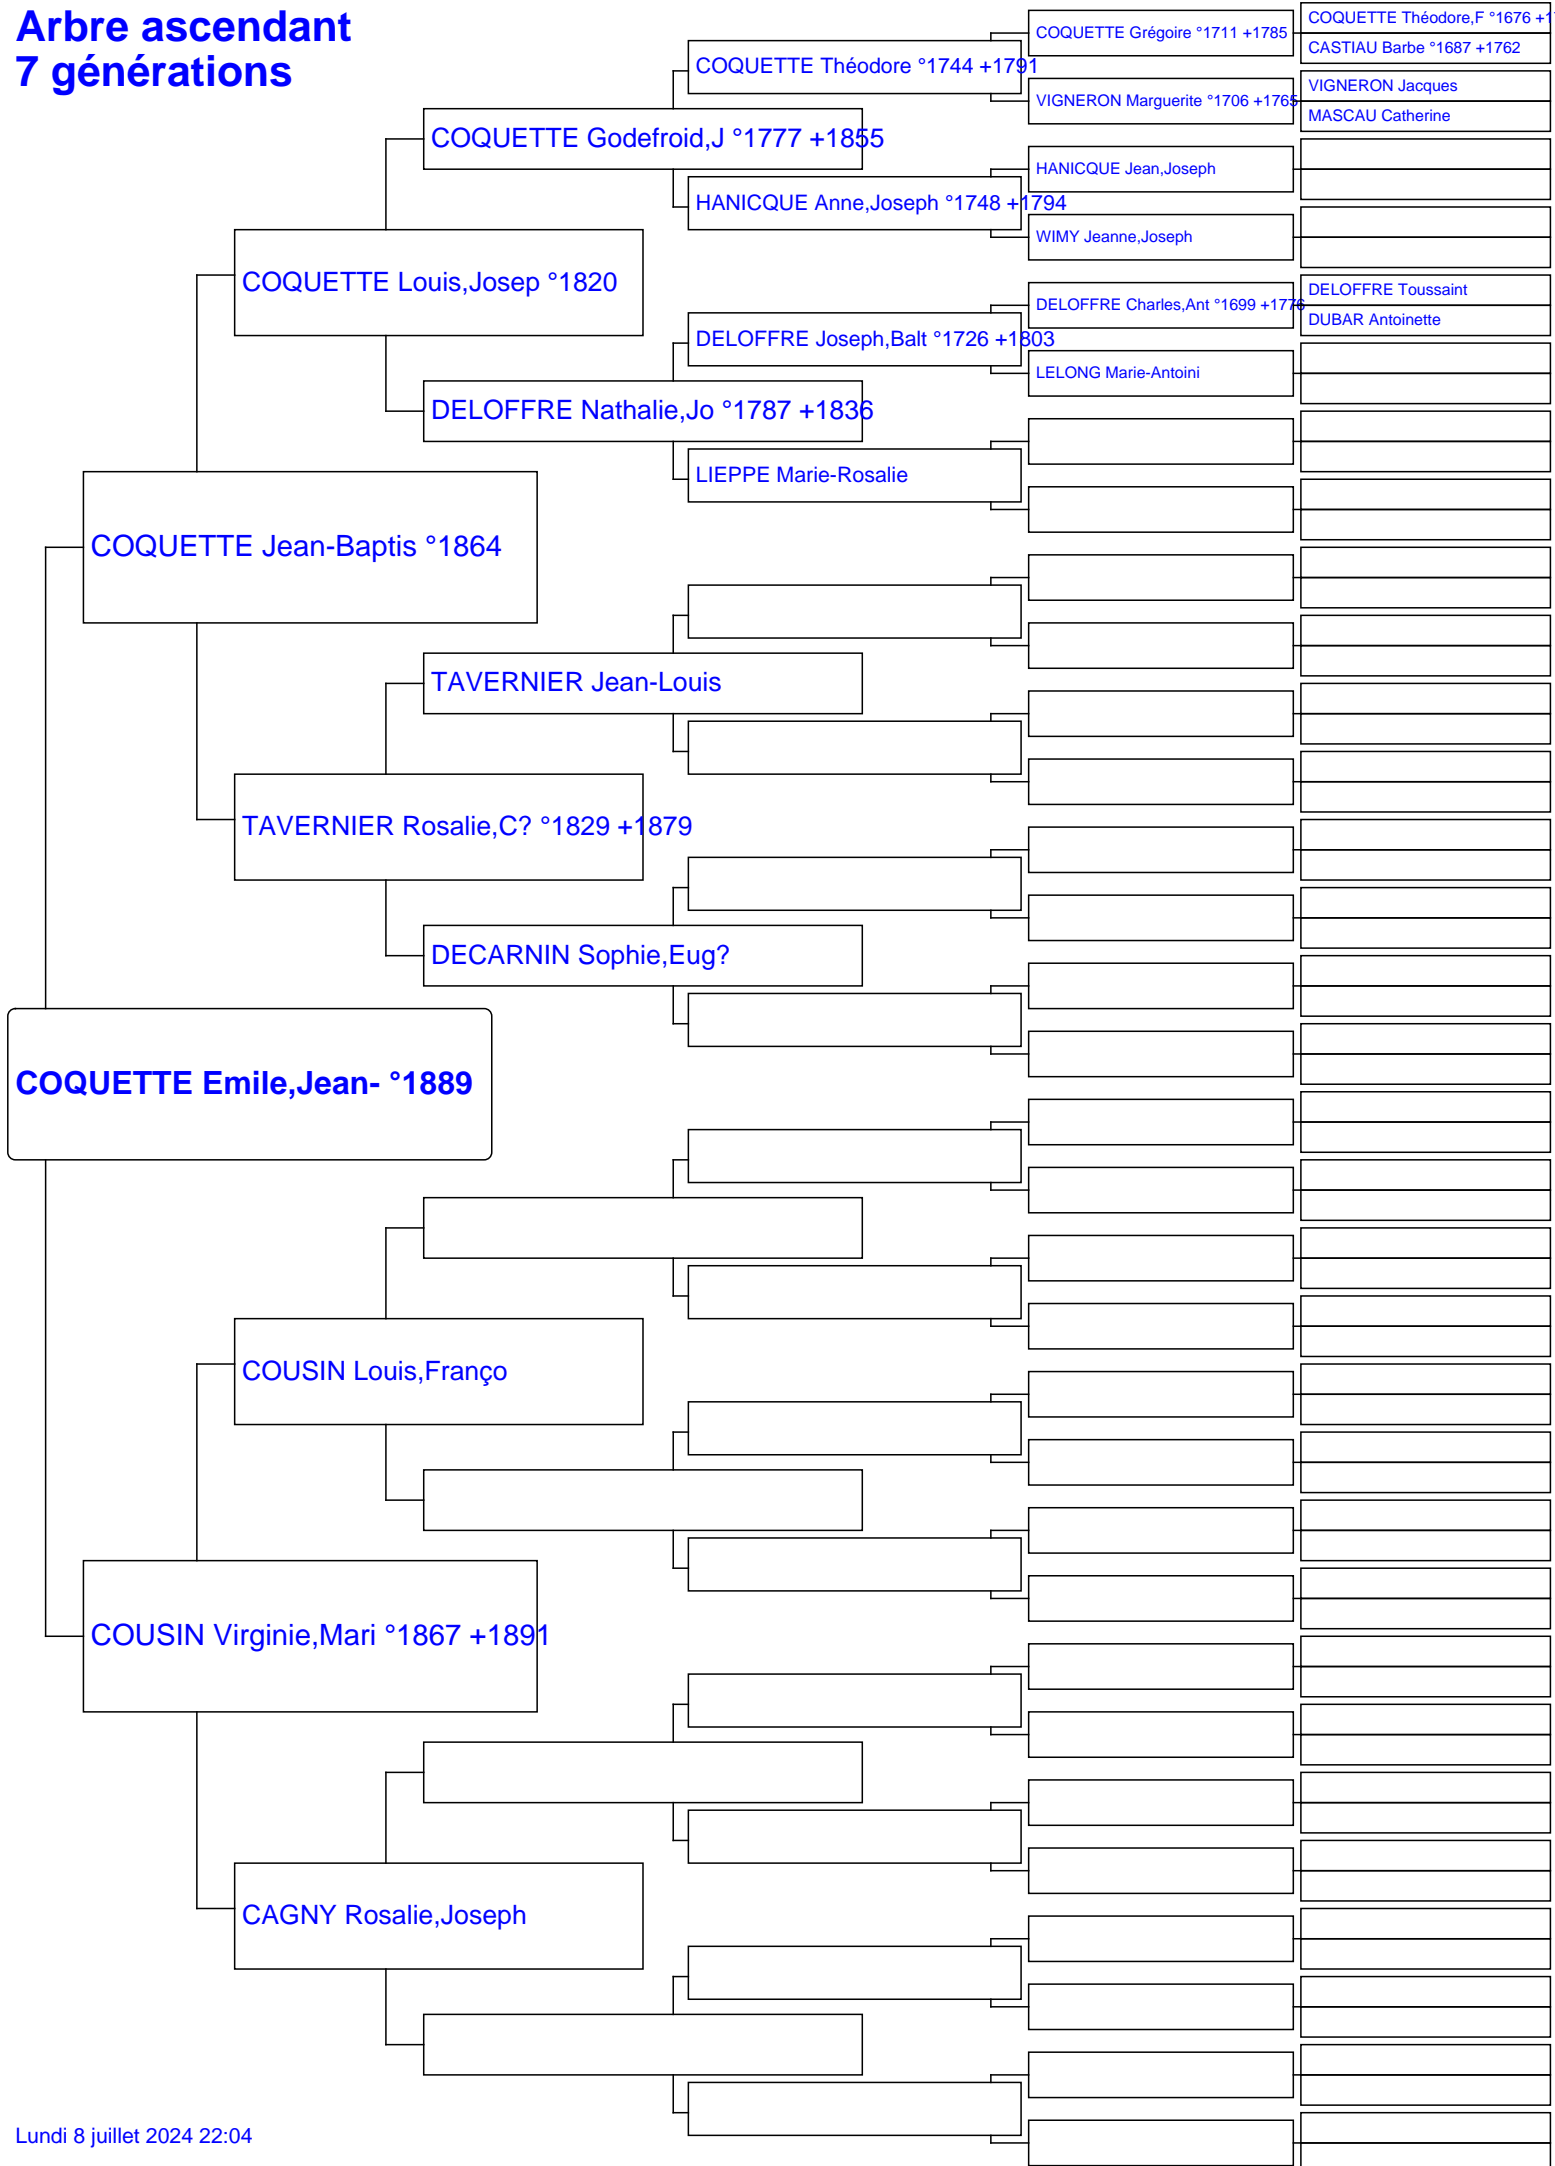 Arbre ascendant
7 générations
COQUETTE Théodore,F °1676 +1
COQUETTE Grégoire °1711 +1785
CASTIAU Barbe °1687 +1762
COQUETTE Théodore °1744 +1791
VIGNERON Jacques
VIGNERON Marguerite °1706 +1765
MASCAU Catherine
COQUETTE Godefroid,J °1777 +1855
HANICQUE Jean,Joseph
HANICQUE Anne,Joseph °1748 +1794
WIMY Jeanne,Joseph
COQUETTE Louis,Josep °1820
DELOFFRE Toussaint
DELOFFRE Charles,Ant °1699 +1776
DUBAR Antoinette
DELOFFRE Joseph,Balt °1726 +1803
LELONG Marie-Antoini
DELOFFRE Nathalie,Jo °1787 +1836
LIEPPE Marie-Rosalie
COQUETTE Jean-Baptis °1864
TAVERNIER Jean-Louis
TAVERNIER Rosalie,C? °1829 +1879
DECARNIN Sophie,Eug?
COQUETTE Emile,Jean- °1889
COUSIN Louis,Franço
COUSIN Virginie,Mari °1867 +1891
CAGNY Rosalie,Joseph
Lundi 8 juillet 2024 22:04